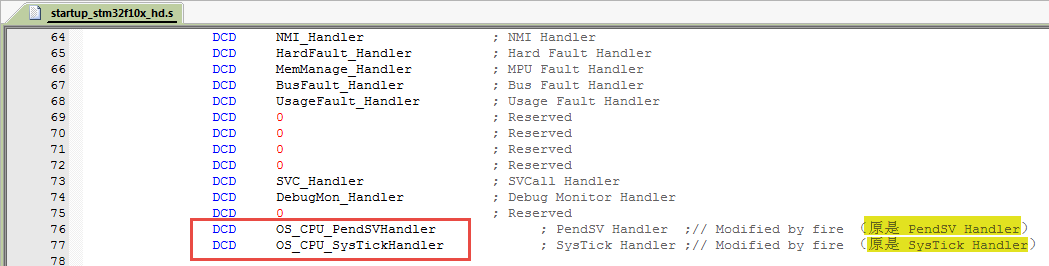 startup_stm32f10x_hd.s
64 DCD NMI_Handler ; NMI Handler
65 DCD HardFault_Handler ; Hard Fault Handler
66 DCD MemManage_Handler ; MPU Fault Handler
67 DCD BusFault_Handler ; Bus Fault Handler
68 DCD UsageFault_Handler ; Usage Fault Handler
69 DCD 0 ; Reserved
70 DCD 0 ; Reserved
71 DCD 0 ; Reserved
72 DCD 0 ; Reserved
73 DCD SVC_Handler ; SVCall Handler
74 DCD DebugMon_Handler ; Debug Monitor Handler
75 DCD 0 ; Reserved
76 DCD OS_CPU_PendSVHandler ; PendSV Handler ;// Modified by fire (原是 PendSV Handler)
77 DCD OS_CPU_SysTickHandler ; SysTick Handler ;// Modified by fire (原是 SysTick Handler)
78